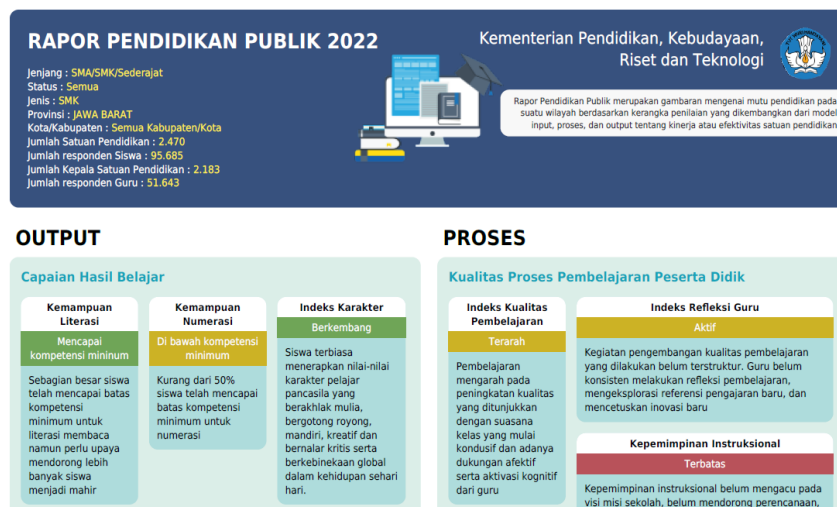 RAPOR PENDIDIKAN PUBLIK 2022
Jenjang : SMA/SMK/Sederajat
Status : Semua
Jenis : SMK
Provinsi : JAWA BARAT
Kota/Kabupaten : Semua Kabupaten/Kota
Jumlah Satuan Pendidikan : 2.470
Jumlah responden Siswa : 95.685
Jumlah Kepala Satuan Pendidikan : 2.183
Jumlah responden Guru : 51.643
Kementerian Pendidikan, Kebudayaan,
Riset dan Teknologi
Rapor Pendidikan Publik merupakan gambaran mengenai mutu pendidikan pada
suatu wilayah berdasarkan kerangka penilaian yang dikembangkan dari model
input, proses, dan output tentang kinerja atau efektivitas satuan pendidikan
OUTPUT
Capaian Hasil Belajar
Kemampuan
Literasi
Mencapai
kompetensi mininum
Sebagian besar siswa
telah mencapai batas
kompetensi
minimum untuk
literasi membaca
namun perlu upaya
mendorong lebih
banyak siswa
menjadi mahir
Kemampuan
Numerasi
Di bawah kompetensi
minimum
Kurang dari 50%
siswa telah mencapai
batas kompetensi
minimum untuk
numerasi
Indeks Karakter
Berkembang
Siswa terbiasa
menerapkan nilai-nilai
karakter pelajar
pancasila yang
berakhlak mulia,
bergotong royong,
mandiri, kreatif dan
bernalar kritis serta
berkebinekaan global
dalam kehidupan sehari
hari.
PROSES
Kualitas Proses Pembelajaran Peserta Didik
Indeks Kualitas
Pembelajaran
Terarah
Pembelajaran
mengarah pada
peningkatan kualitas
yang ditunjukkan
dengan suasana
kelas yang mulai
kondusif dan adanya
dukungan afektif
serta aktivasi kognitif
dari guru
Indeks Refleksi Guru
Aktif
Kegiatan pengembangan kualitas pembelajaran
yang dilakukan belum terstruktur. Guru belum
konsisten melakukan refleksi pembelajaran,
mengeksplorasi referensi pengajaran baru, dan
mencetuskan inovasi baru
Kepemimpinan Instruksional
Terbatas
Kepemimpinan instruksional belum mengacu pada
visi misi sekolah, belum mendorong perencanaan,